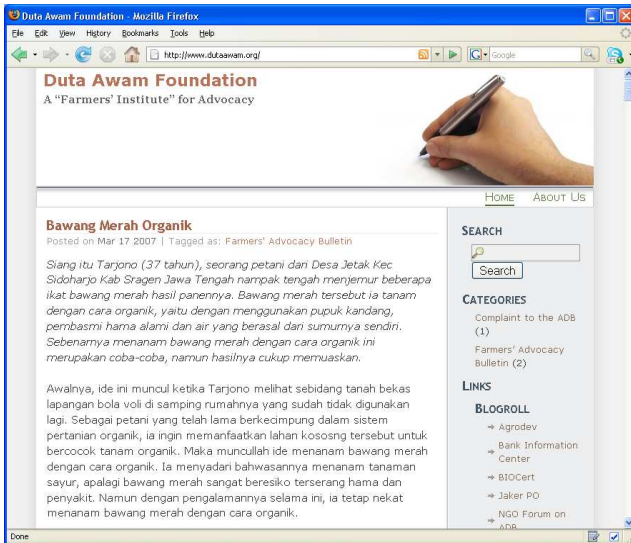 Duta Awam Foundation - Mozilla Firefox
File Edit View History Bookmarks Tools Help
http://www.dutaawam.org/
Google
Duta Awam Foundation
A “Farmers’ Institute” for Advocacy
HOME ABOUT US
Bawang Merah Organik
Posted on Mar 17 2007 | Tagged as: Farmers' Advocacy Bulletin
Siang itu Tarjono (37 tahun), seorang petani dari Desa Jetak Kec
Sidoharjo Kab Sragen Jawa Tengah nampak tengah menjemur beberapa
ikat bawang merah hasil panennya. Bawang merah tersebut ia tanam
dengan cara organik, yaitu dengan menggunakan pupuk kandang,
pembasmi hama alami dan air yang berasal dari sumurnya sendiri.
Sebenarnya menanam bawang merah dengan cara organik ini
merupakan coba-coba, namun hasilnya cukup memuaskan.
Awalnya, ide ini muncul ketika Tarjono melihat sebidang tanah bekas
lapangan bola voli di samping rumahnya yang sudah tidak digunakan
lagi. Sebagai petani yang telah lama berkecimpung dalam sistem
pertanian organik, ia ingin memanfaatkan lahan kososng tersebut untuk
bercocok tanam organik. Maka muncullah ide menanam bawang merah
dengan cara organik. Ia menyadari bahwasannya menanam tanaman
sayur, apalagi bawang merah sangat beresiko terserang hama dan
penyakit. Namun dengan pengalamannya selama ini, ia tetap nekat
menanam bawang merah dengan cara organik.
SEARCH
Search
CATEGORIES
Complaint to the ADB
(1)
Farmers' Advocacy
Bulletin (2)
LINKS
BLOGROLL
Agrodev
Bank Information
Center
BIOCert
Jaker PO
NGO Forum on
ADB
Done